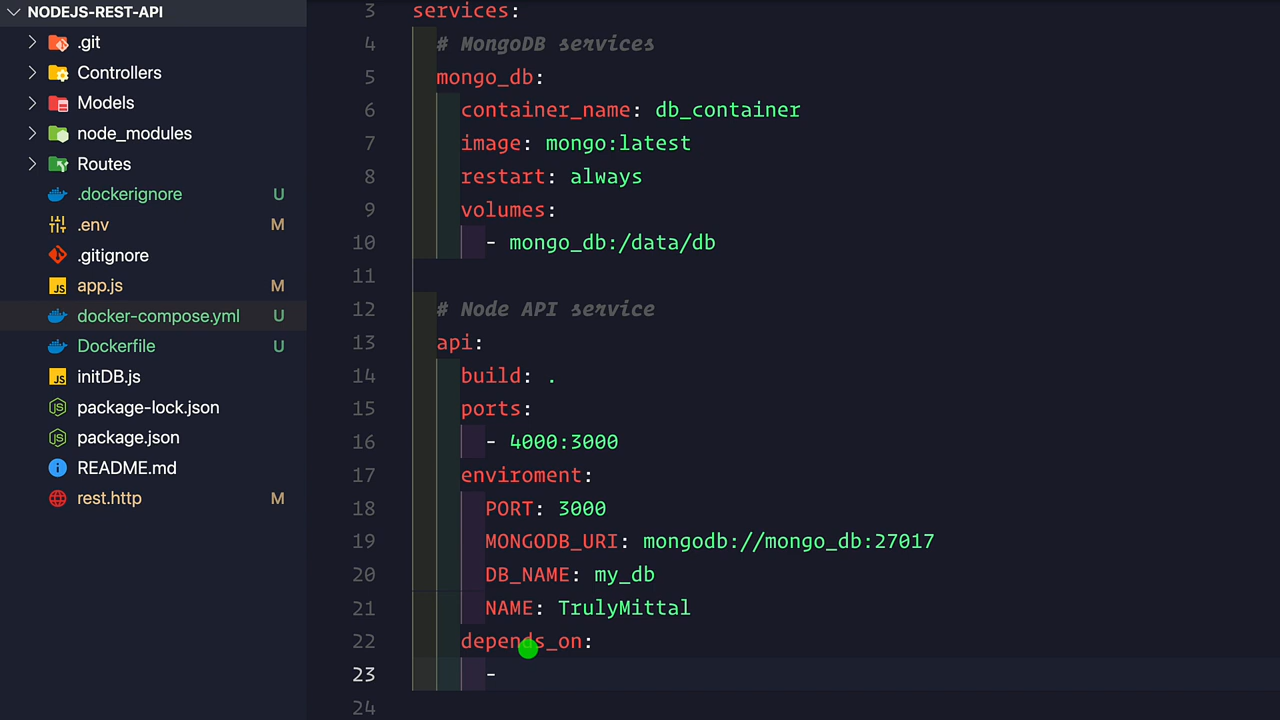 NODEJS-REST-API
.git
Controllers
Models
node_modules
Routes
.dockerignore U
.env M
.gitignore
app.js M
docker-compose.yml U
Dockerfile U
initDB.js
package-lock.json
package.json
README.md
rest.http M
3 services:
4 # MongoDB services
5 mongo_db:
6 container_name: db_container
7 image: mongo:latest
8 restart: always
9 volumes:
10 - mongo_db:/data/db
11
12 # Node API service
13 api:
14 build: .
15 ports:
16 - 4000:3000
17 enviroment:
18 PORT: 3000
19 MONGODB_URI: mongodb://mongo_db:27017
20 DB_NAME: my_db
21 NAME: TrulyMittal
22 depends_on:
23 -
24